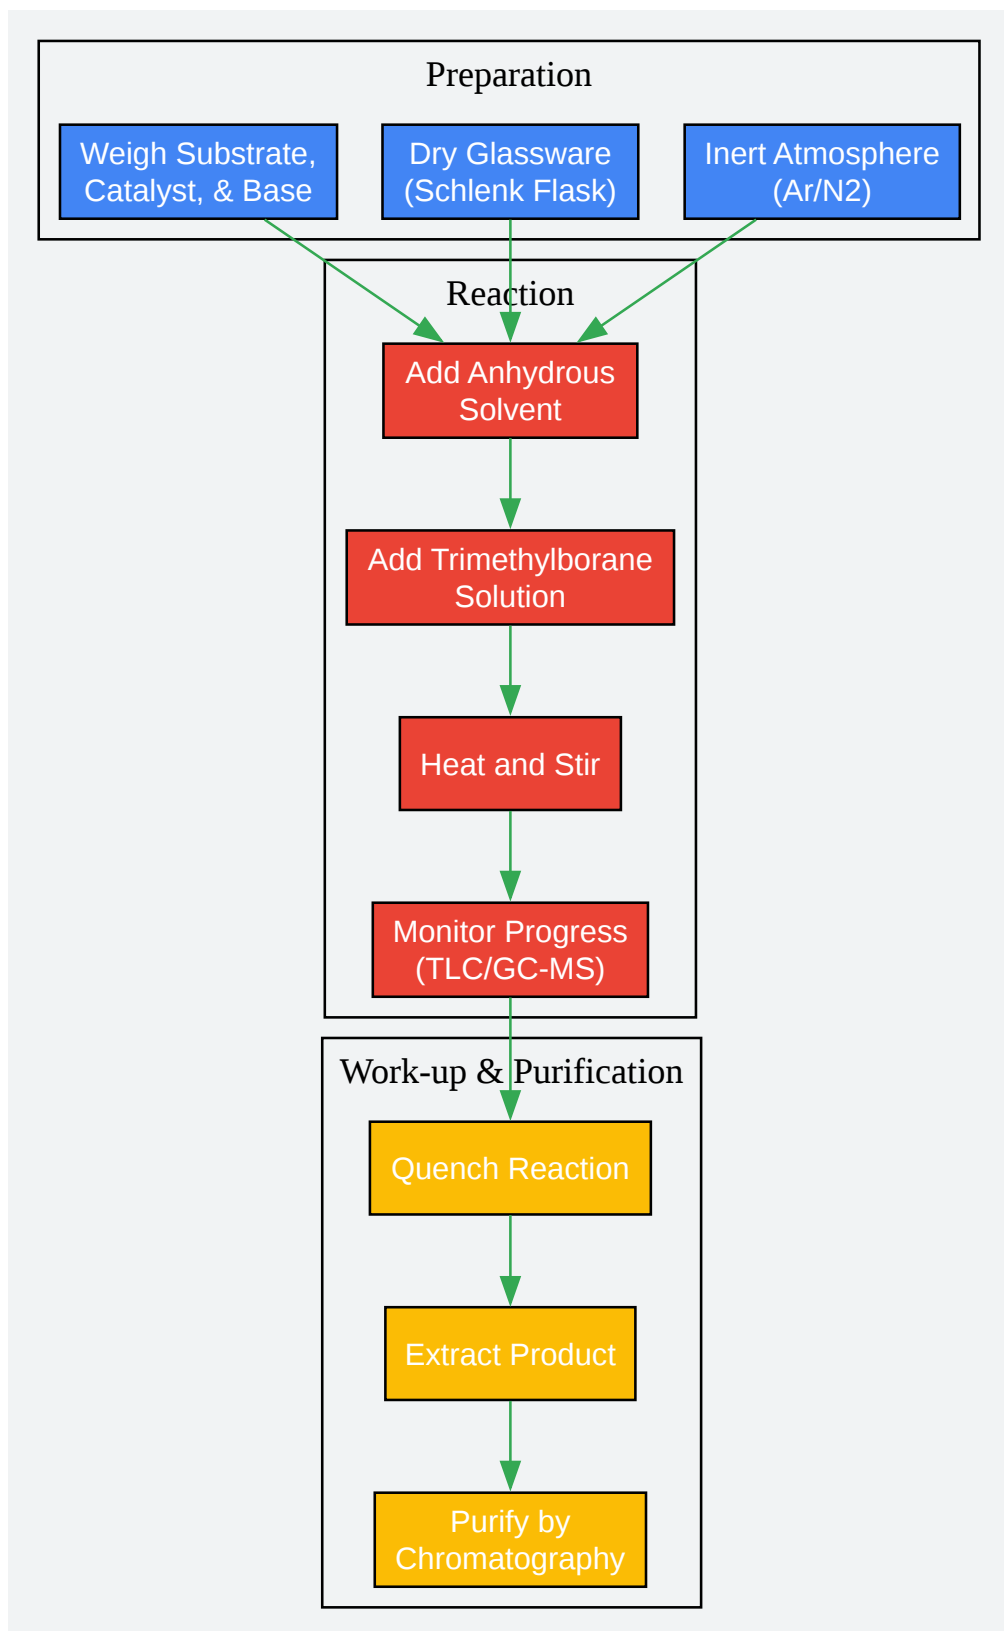 Preparation
Weigh Substrate,
Catalyst, & Base
Dry Glassware
(Schlenk Flask)
Inert Atmosphere
(Ar/N2)
Reaction
Add Anhydrous
Solvent
Add Trimethylborane
Solution
Heat and Stir
Monitor Progress
(TLC/GC-MS)
Work-up & Purification
Quench Reaction
Extract Product
Purify by
Chromatography